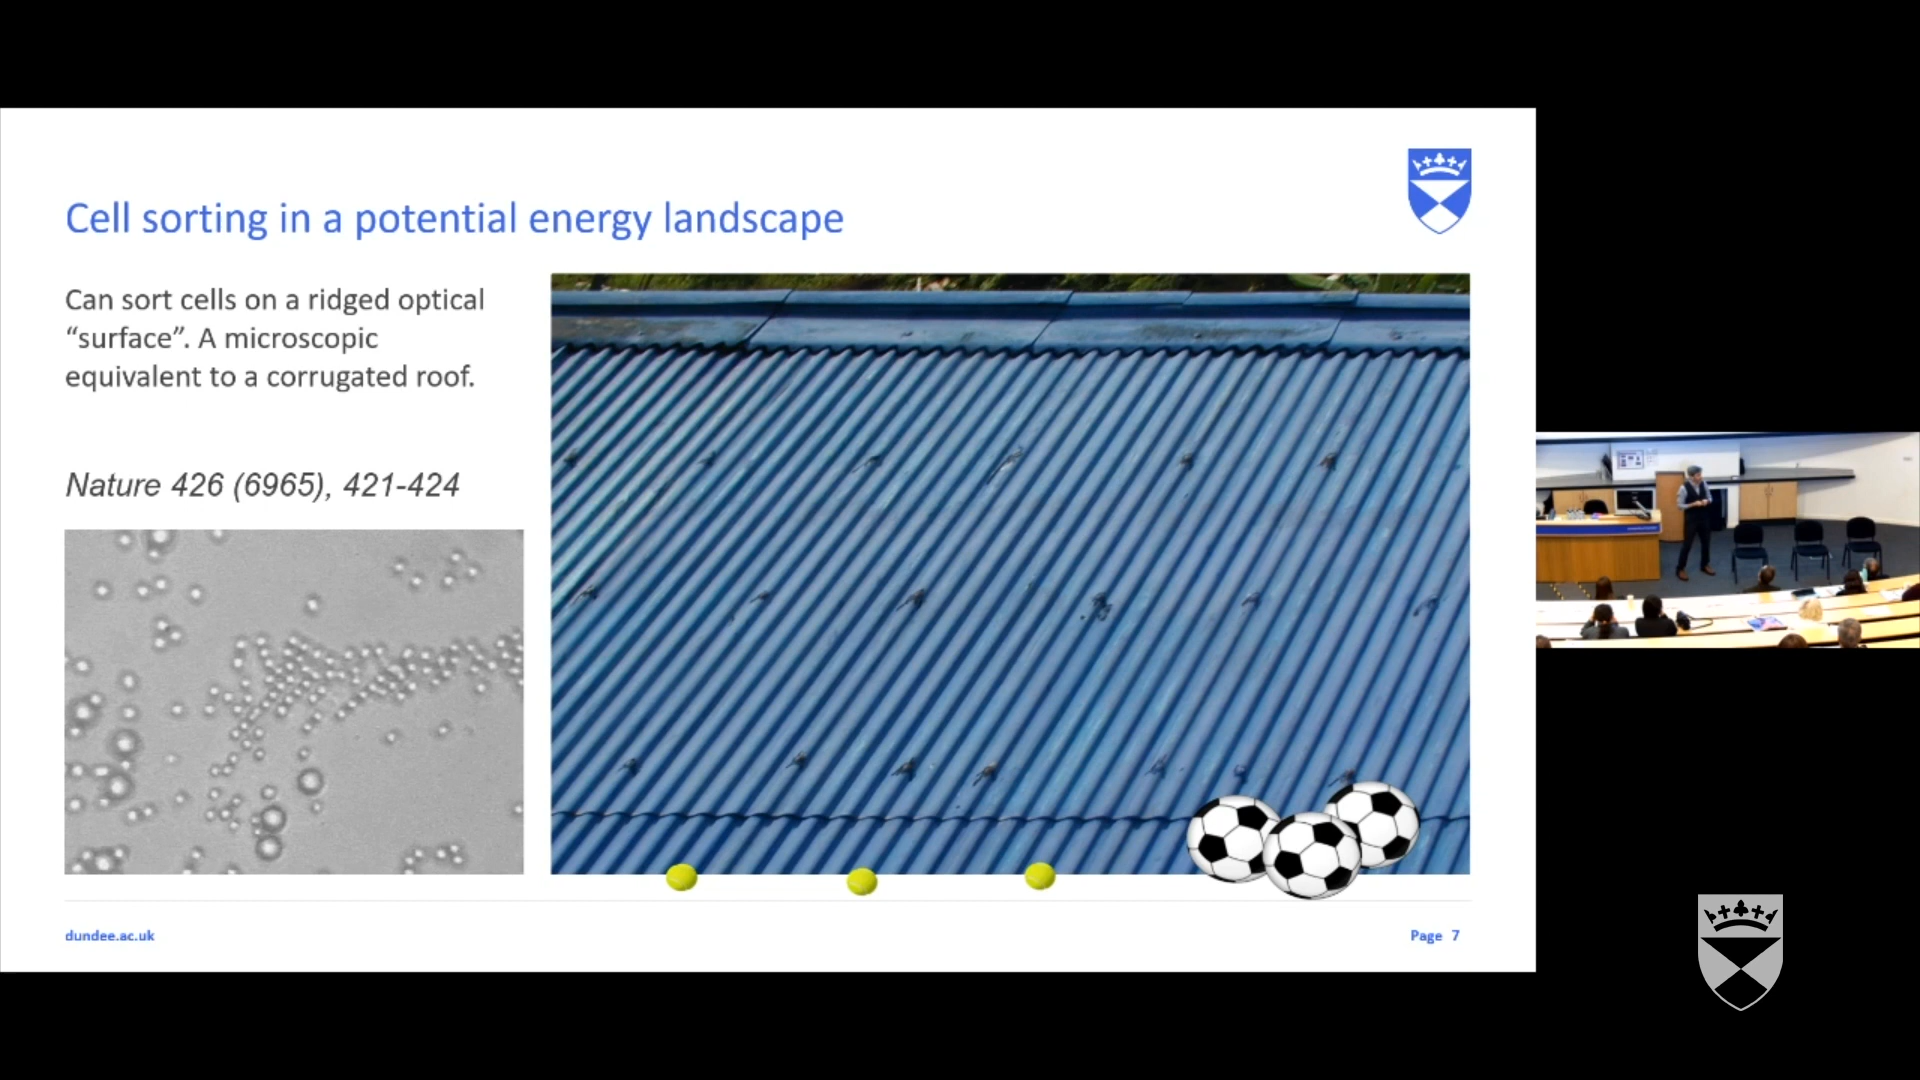 Cell sorting in a potential energy landscape
Can sort cells on a ridged optical
“surface”. A microscopic
equivalent to a corrugated roof.
Nature 426 (6965), 421-424
dundee.ac.uk
Page 7